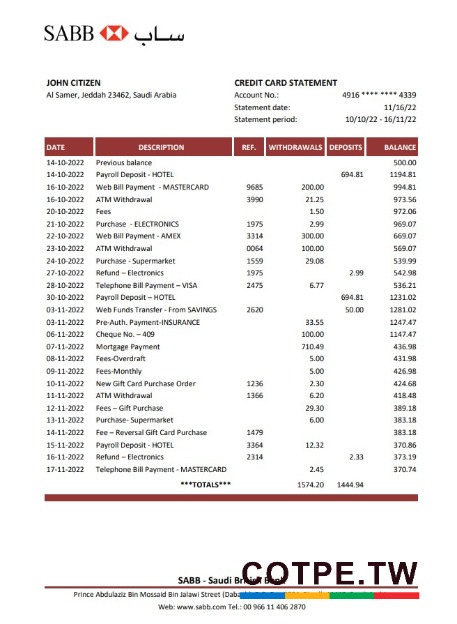 SABB ساب
JOHN CITIZEN
Al Samer, Jeddah 23462, Saudi Arabia
CREDIT CARD STATEMENT
Account No.: 4916 **** **** 4339
Statement date: 11/16/22
Statement period: 10/10/22 - 16/11/22
DATE DESCRIPTION REF. WITHDRAWALS DEPOSITS BALANCE
14-10-2022 Previous balance 500.00
14-10-2022 Payroll Deposit - HOTEL 694.81 1194.81
16-10-2022 Web Bill Payment - MASTERCARD 9685 200.00 994.81
16-10-2022 ATM Withdrawal 3990 21.25 973.56
20-10-2022 Fees 1.50 972.06
21-10-2022 Purchase - ELECTRONICS 1975 2.99 969.07
22-10-2022 Web Bill Payment - AMEX 3314 300.00 669.07
23-10-2022 ATM Withdrawal 0064 100.00 569.07
24-10-2022 Purchase - Supermarket 1559 29.08 539.99
27-10-2022 Refund – Electronics 1975 2.99 542.98
28-10-2022 Telephone Bill Payment – VISA 2475 6.77 536.21
30-10-2022 Payroll Deposit – HOTEL 694.81 1231.02
03-11-2022 Web Funds Transfer - From SAVINGS 2620 50.00 1281.02
03-11-2022 Pre-Auth. Payment-INSURANCE 33.55 1247.47
06-11-2022 Cheque No. – 409 100.00 1147.47
07-11-2022 Mortgage Payment 710.49 436.98
08-11-2022 Fees-Overdraft 5.00 431.98
09-11-2022 Fees-Monthly 5.00 426.98
10-11-2022 New Gift Card Purchase Order 1236 2.30 424.68
11-11-2022 ATM Withdrawal 1366 6.20 418.48
12-11-2022 Fees – Gift Purchase 29.30 389.18
13-11-2022 Purchase- Supermarket 6.00 383.18
14-11-2022 Fee – Reversal Gift Card Purchase 1479 383.18
15-11-2022 Payroll Deposit - HOTEL 3364 12.32 370.86
16-11-2022 Refund – Electronics 2314 2.33 373.19
17-11-2022 Telephone Bill Payment - MASTERCARD 2.45 370.74
***TOTALS*** 1574.20 1444.94
SABB - Saudi British Bank
COTPE.TW
Prince Abdulaziz Bin Mossaid Bin Jalawi Street
Web: www.sabb.com Tel.: 00 966 11 406 2870